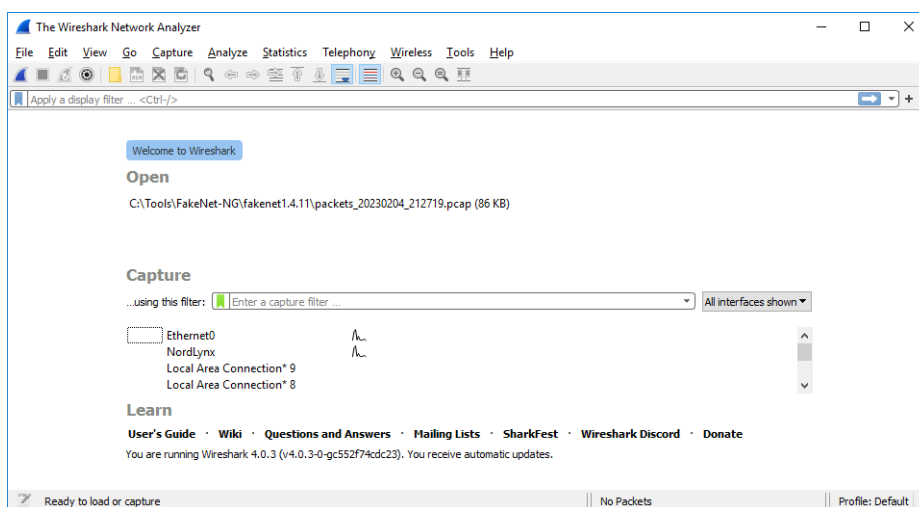 The Wireshark Network Analyzer
File Edit View Go Capture Analyze Statistics Telephony Wireless Tools Help
Apply a display filter ... <Ctrl-/>
Welcome to Wireshark
Open
C:\Tools\FakeNet-NG\fakenet1.4.11\packets_20230204_212719.pcap (86 KB)
Capture
...using this filter: Enter a capture filter ... All interfaces shown
Ethernet0
NordLynx
Local Area Connection* 9
Local Area Connection* 8
Learn
User's Guide · Wiki · Questions and Answers · Mailing Lists · SharkFest · Wireshark Discord · Donate
You are running Wireshark 4.0.3 (v4.0.3-0-gc552f74cdc23). You receive automatic updates.
Ready to load or capture No Packets Profile: Default